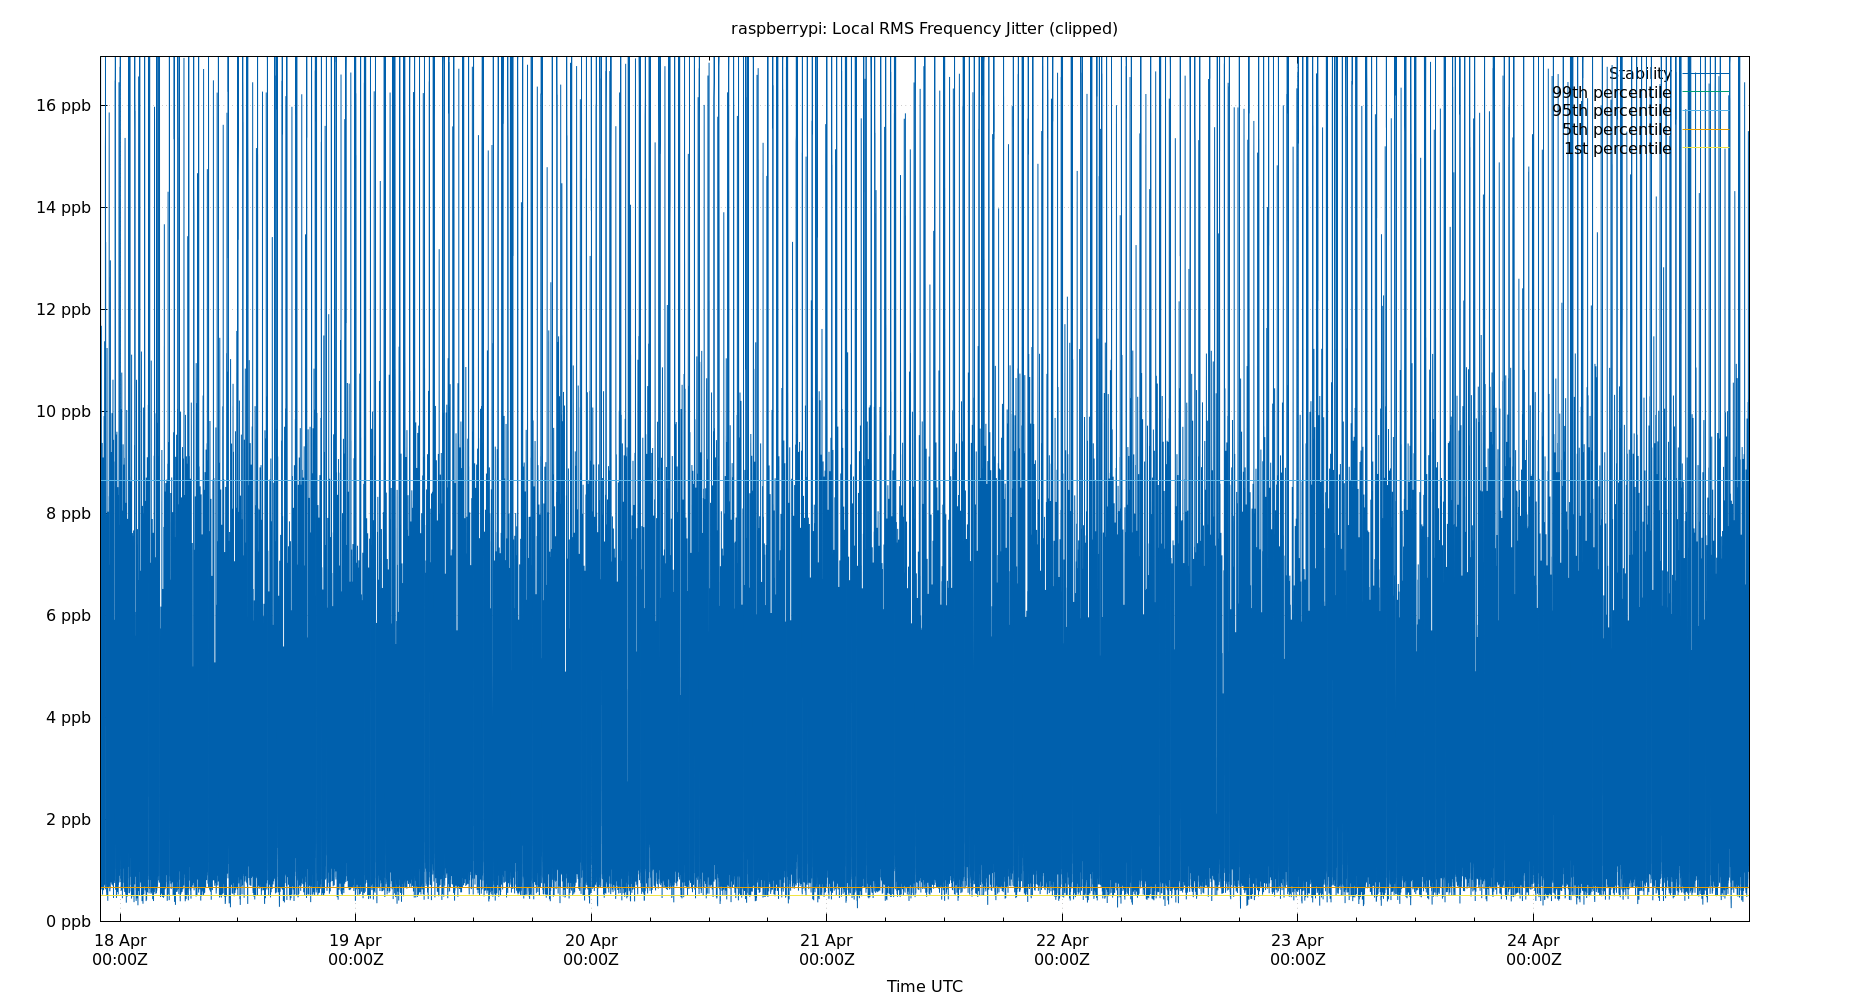 raspberrypi: Local RMS Frequency Jitter (clipped)
Stability
99th percentile
95th percentile
5th percentile
1st percentile
16 ppb
14 ppb
12 ppb
10 ppb
8 ppb
6 ppb
4 ppb
2 ppb
0 ppb
18 Apr 19 Apr 20 Apr 21 Apr 22 Apr 23 Apr 24 Apr
00:00Z 00:00Z 00:00Z 00:00Z 00:00Z 00:00Z 00:00Z
Time UTC